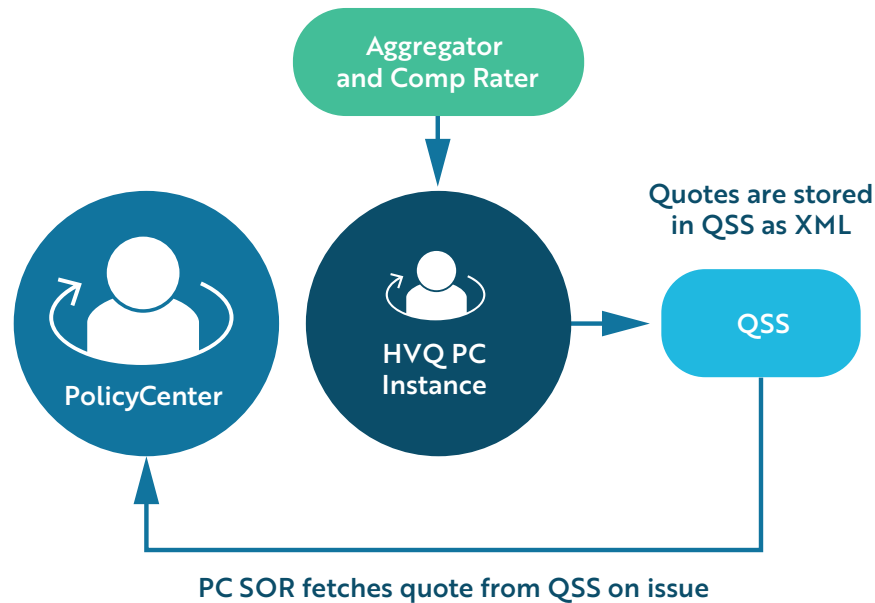 Aggregator
and Comp Rater
Quotes are stored
in QSS as XML
HVQ PC
Instance
QSS
PolicyCenter
PC SOR fetches quote from QSS on issue